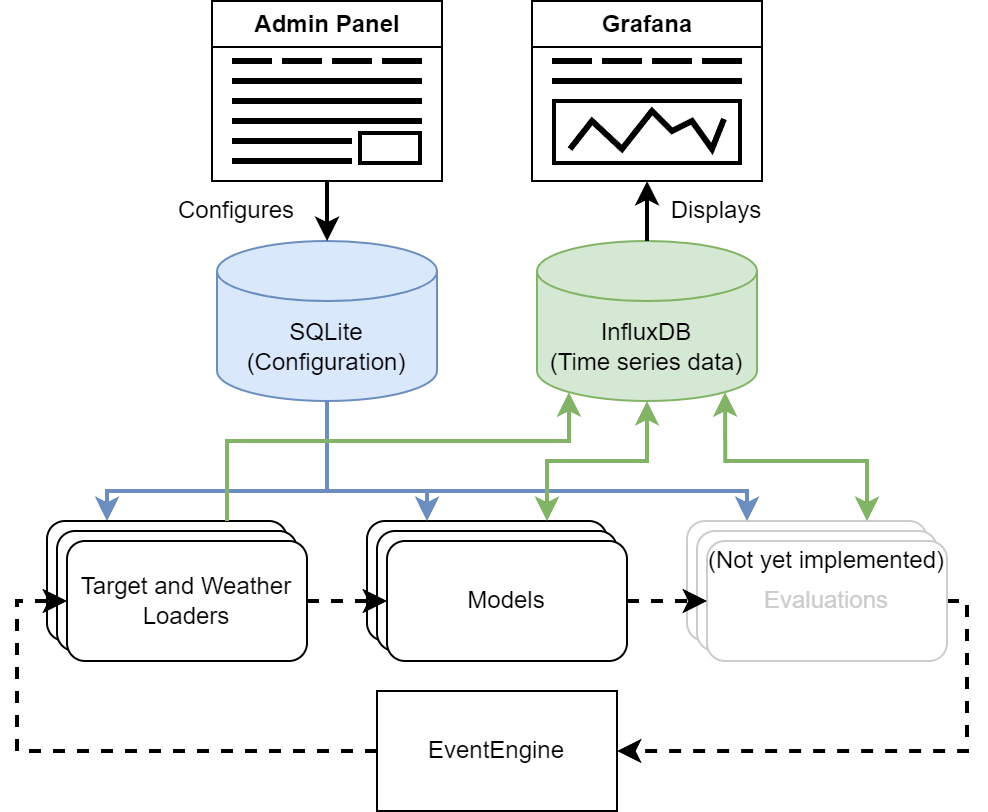 Admin Panel
Grafana
Configures
Displays
SQLite
(Configuration)
InfluxDB
(Time series data)
Target and Weather
Loaders
Models
(Not yet implemented)
Evaluations
EventEngine